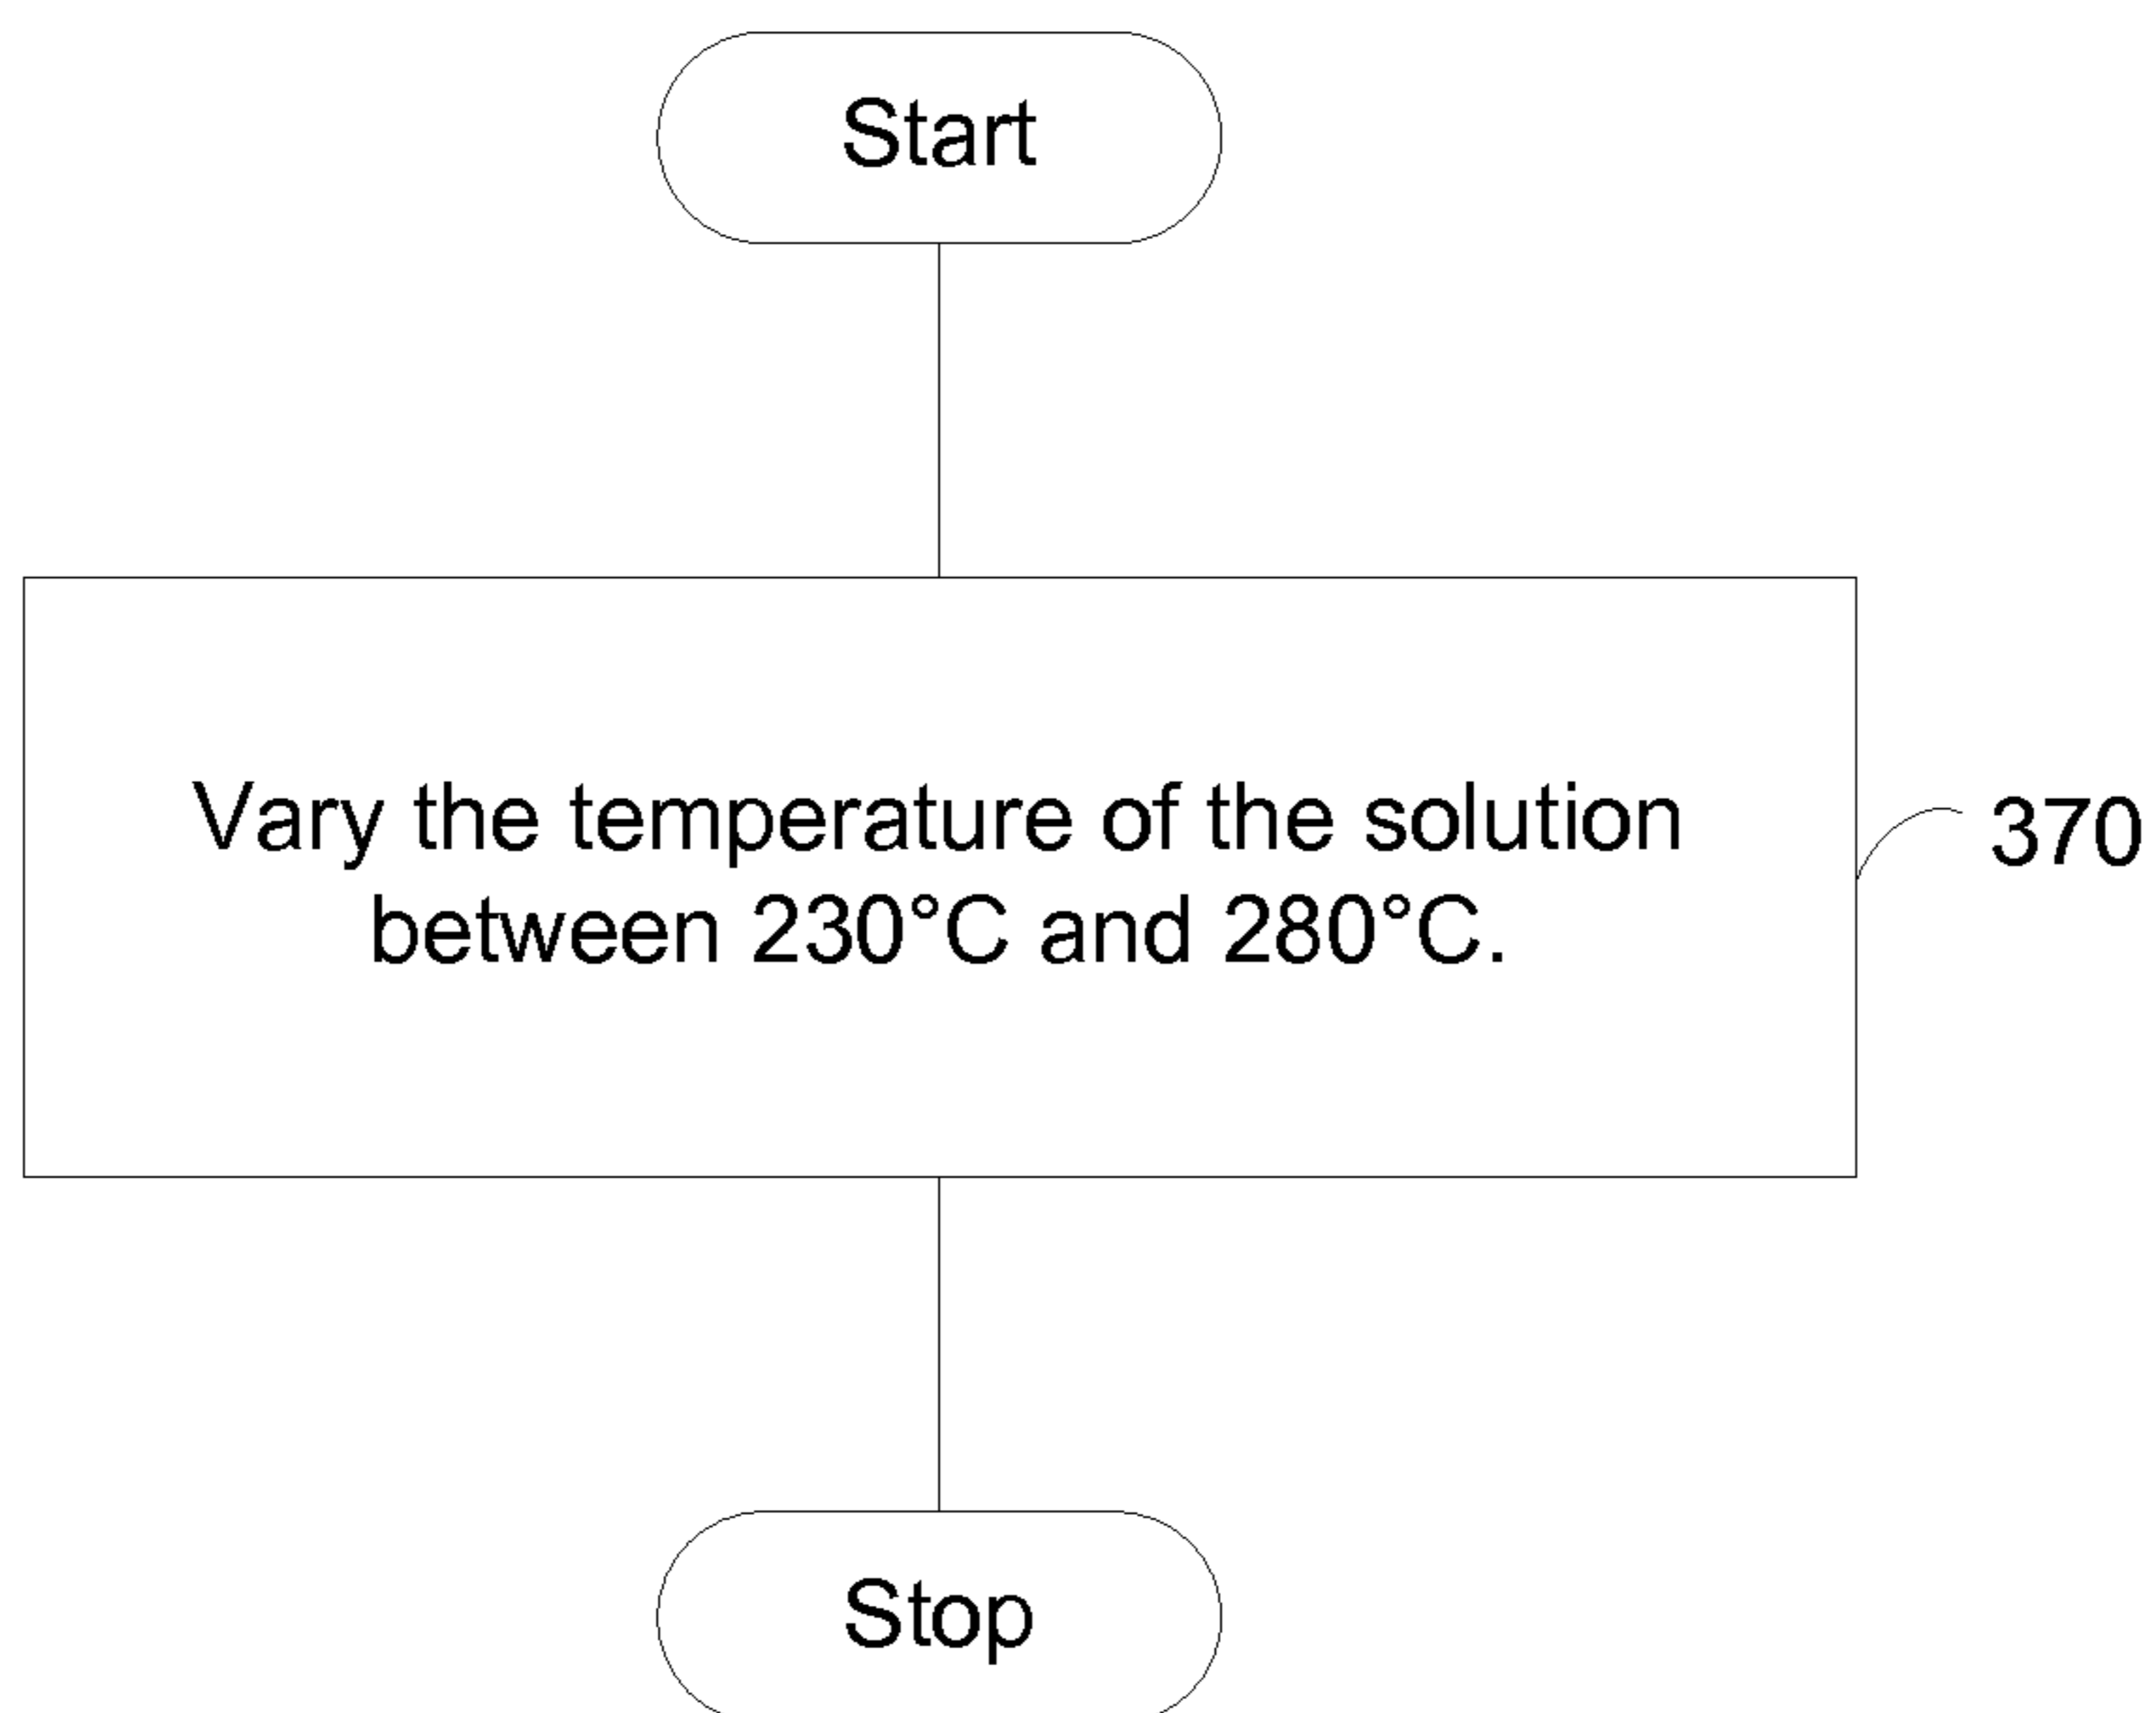 Start
Vary the temperature of the solution
between 230°C and 280°C.
370
Stop